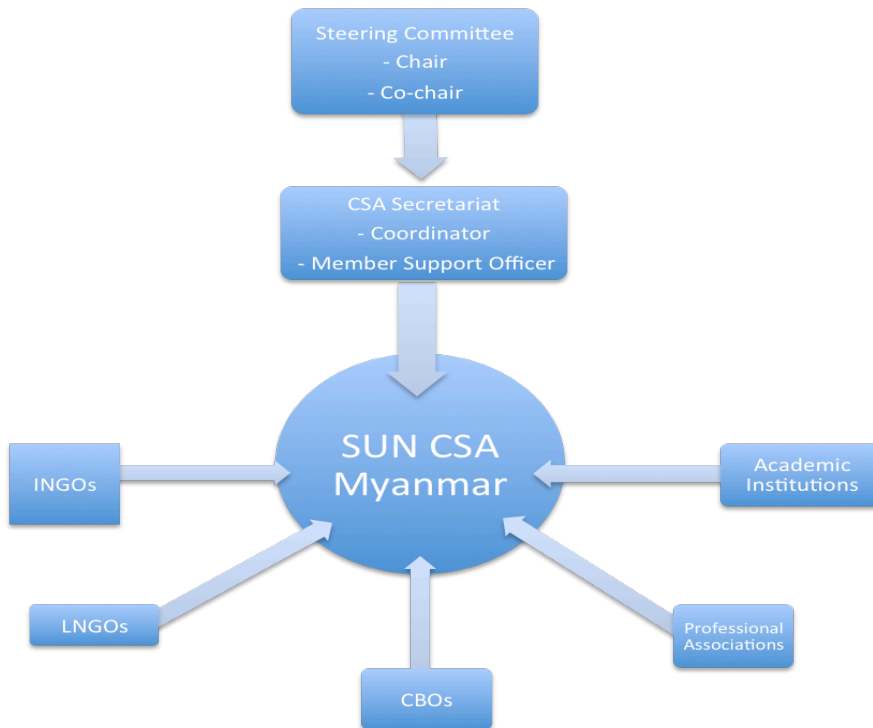 Steering Committee
- Chair
- Co-chair
CSA Secretariat
- Coordinator
- Member Support Officer
SUN CSA
Myanmar
INGOs
Academic
Institutions
LNGOs
Professional
Associations
CBOs